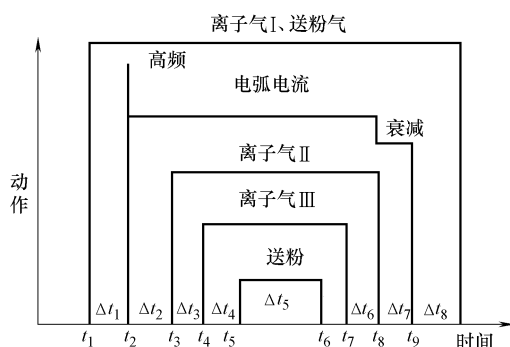 离子气Ⅰ、送粉气
高频
电弧电流
衰减
离子气Ⅱ
离子气Ⅲ
送粉
动作
Δt₁ Δt₂ Δt₃ Δt₄ Δt₅ Δt₆ Δt₇ Δt₈
t₁ t₂ t₃ t₄ t₅ t₆ t₇ t₈ t₉ 时间